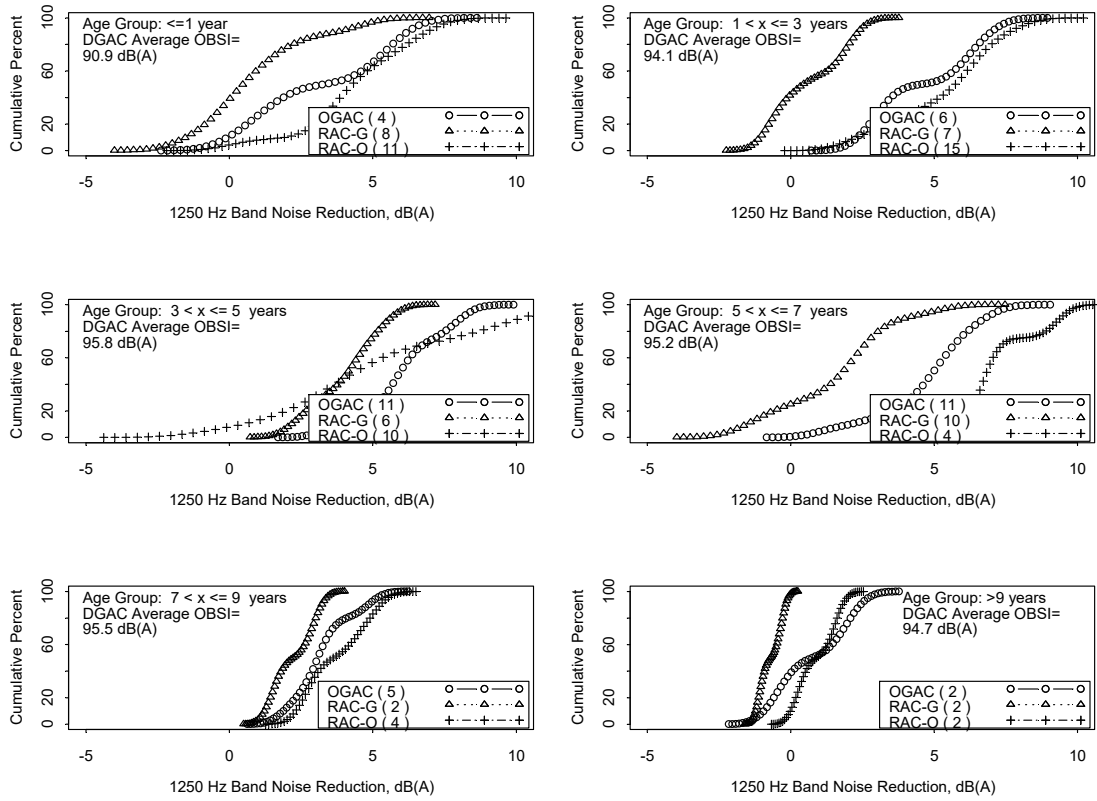 Cumulative Percent
100
60
20
0
Age Group: <=1 year
DGAC Average OBSI=
90.9 dB(A)
OGAC ( 4 )
RAC-G ( 8 )
RAC-O ( 11 )
-5 0 5 10
1250 Hz Band Noise Reduction, dB(A)
Cumulative Percent
100
60
20
0
Age Group: 1 < x <= 3 years
DGAC Average OBSI=
94.1 dB(A)
OGAC ( 6 )
RAC-G ( 7 )
RAC-O ( 15 )
-5 0 5 10
1250 Hz Band Noise Reduction, dB(A)
Cumulative Percent
100
60
20
0
Age Group: 3 < x <= 5 years
DGAC Average OBSI=
95.8 dB(A)
OGAC ( 11 )
RAC-G ( 6 )
RAC-O ( 10 )
-5 0 5 10
1250 Hz Band Noise Reduction, dB(A)
Cumulative Percent
100
60
20
0
Age Group: 5 < x <= 7 years
DGAC Average OBSI=
95.2 dB(A)
OGAC ( 11 )
RAC-G ( 10 )
RAC-O ( 4 )
-5 0 5 10
1250 Hz Band Noise Reduction, dB(A)
Cumulative Percent
100
60
20
0
Age Group: 7 < x <= 9 years
DGAC Average OBSI=
95.5 dB(A)
OGAC ( 5 )
RAC-G ( 2 )
RAC-O ( 4 )
-5 0 5 10
1250 Hz Band Noise Reduction, dB(A)
Cumulative Percent
100
60
20
0
Age Group: >9 years
DGAC Average OBSI=
94.7 dB(A)
OGAC ( 2 )
RAC-G ( 2 )
RAC-O ( 2 )
-5 0 5 10
1250 Hz Band Noise Reduction, dB(A)